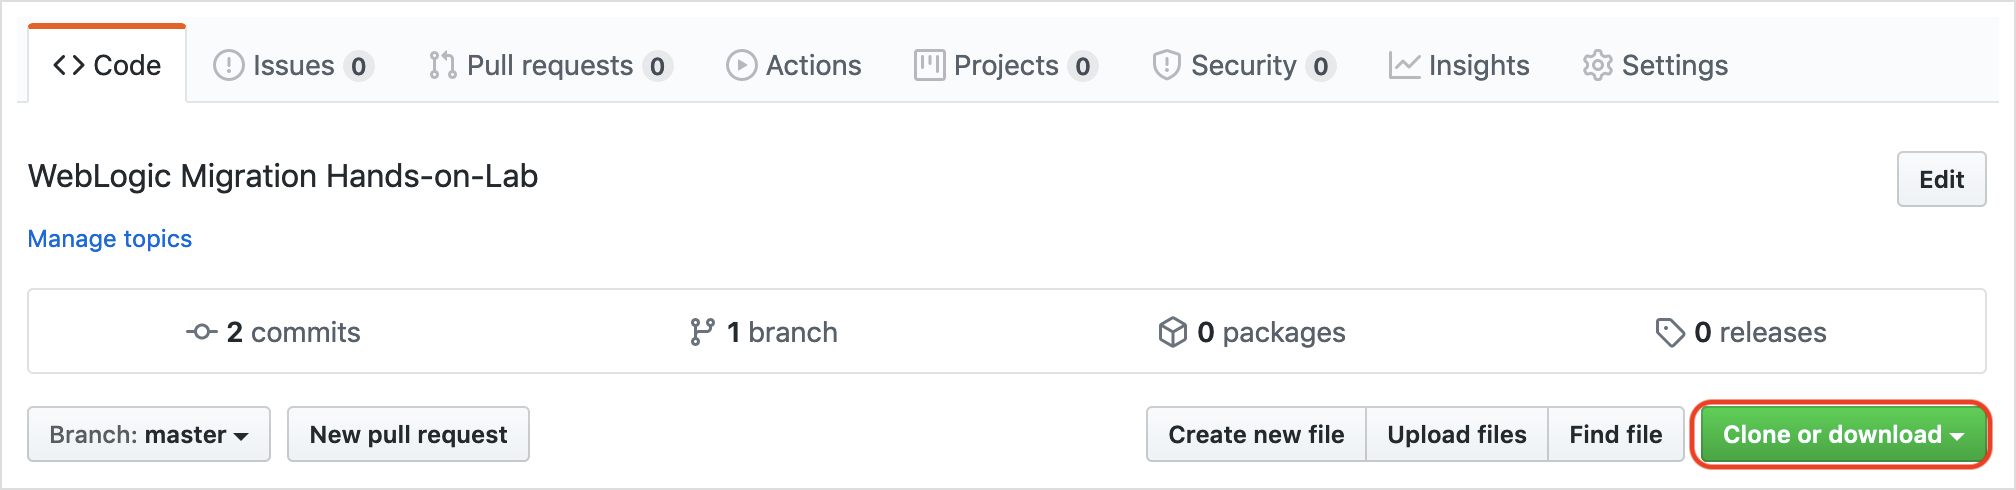 Code Issues 0 Pull requests 0 Actions Projects 0 Security 0 Insights Settings
WebLogic Migration Hands-on-Lab Edit
Manage topics
2 commits 1 branch 0 packages 0 releases
Branch: master New pull request Create new file Upload files Find file Clone or download